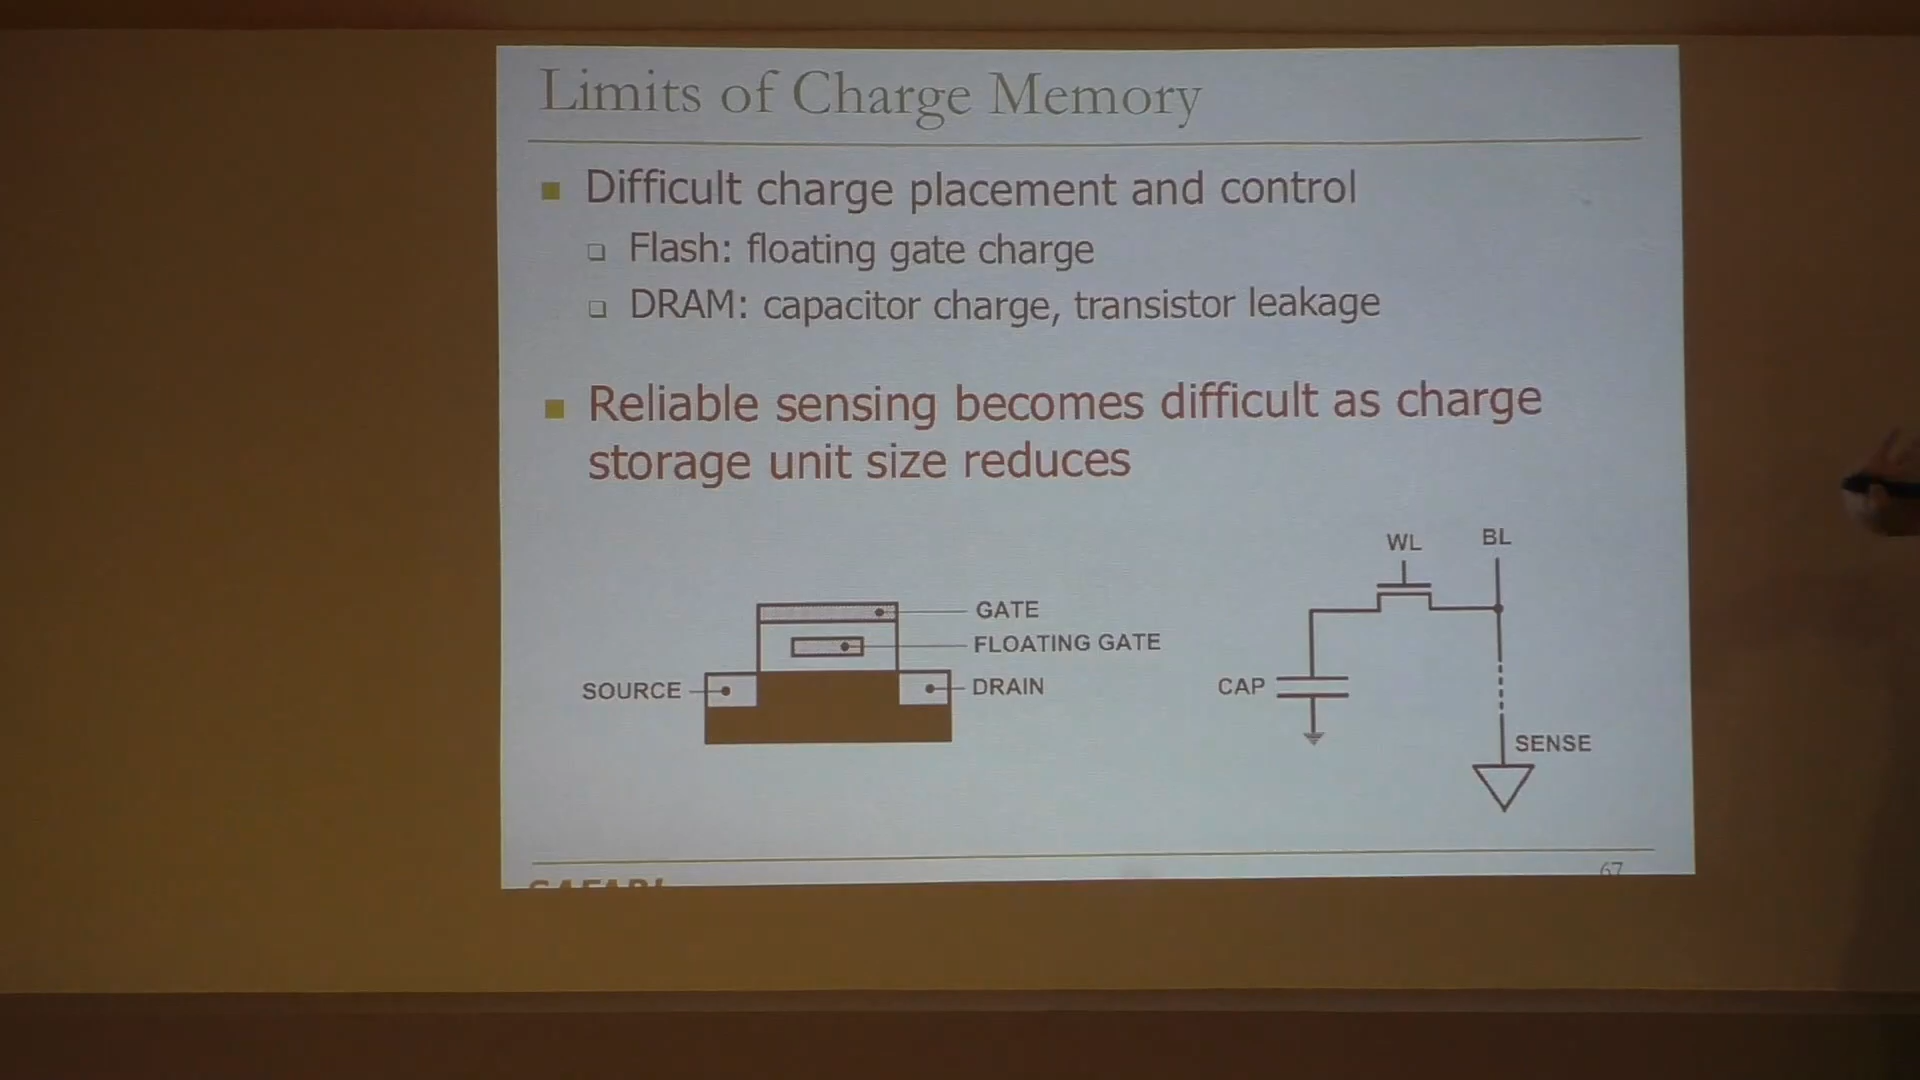 Limits of Charge Memory
Difficult charge placement and control
Flash: floating gate charge
DRAM: capacitor charge, transistor leakage
Reliable sensing becomes difficult as charge
storage unit size reduces
WL
BL
GATE
FLOATING GATE
SOURCE
DRAIN
CAP
SENSE
SAFARI
67